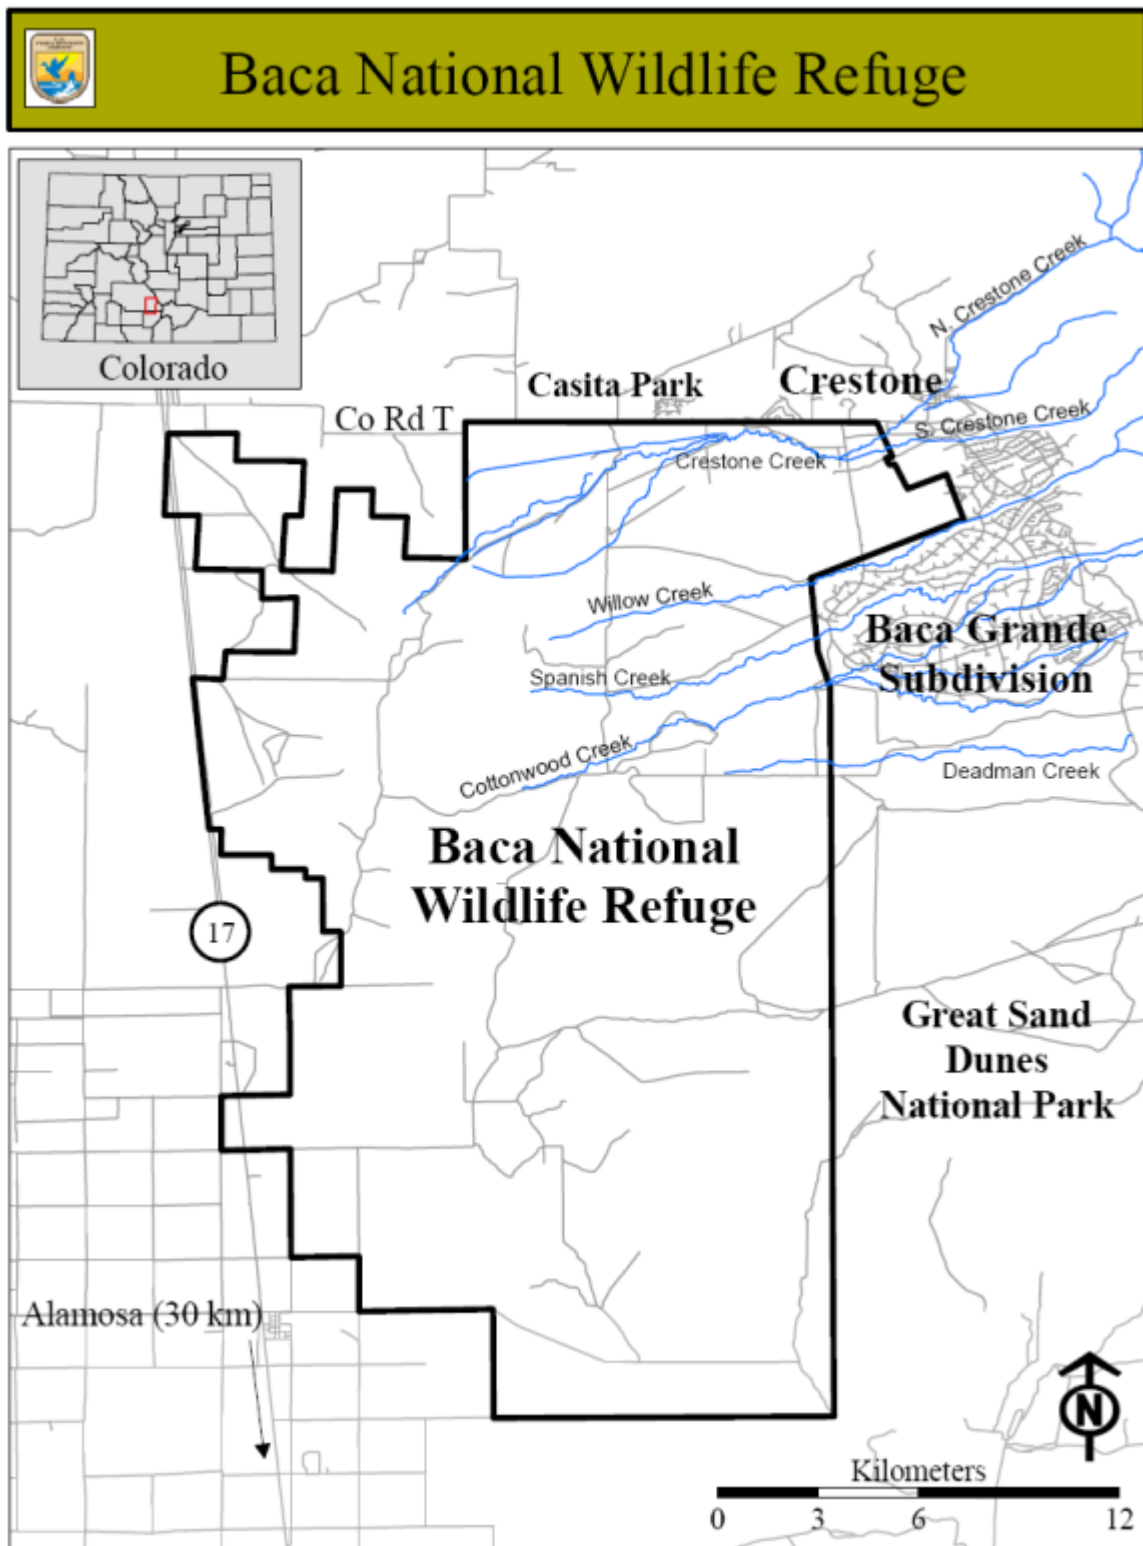 Baca National Wildlife Refuge
Colorado
N. Crestone Creek
Casita Park
Crestone
Co Rd T
S. Crestone Creek
Crestone Creek
Willow Creek
Baca Grande
Subdivision
Spanish Creek
Cottonwood Creek
Deadman Creek
Baca National
Wildlife Refuge
17
Great Sand
Dunes
National Park
Alamosa (30 km)
N
Kilometers
0 3 6 12